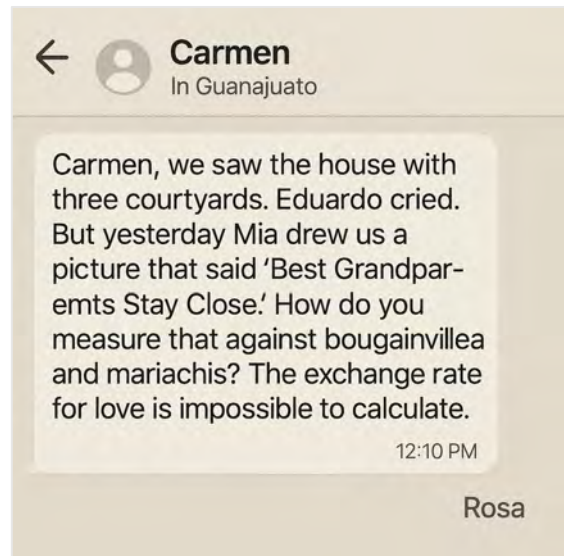 Carmen
In Guanajuato
Carmen, we saw the house with
three courtyards. Eduardo cried.
But yesterday Mia drew us a
picture that said ‘Best Grandpar-
emts Stay Close.’ How do you
measure that against bougainvillea
and mariachis? The exchange rate
for love is impossible to calculate.
12:10 PM
Rosa